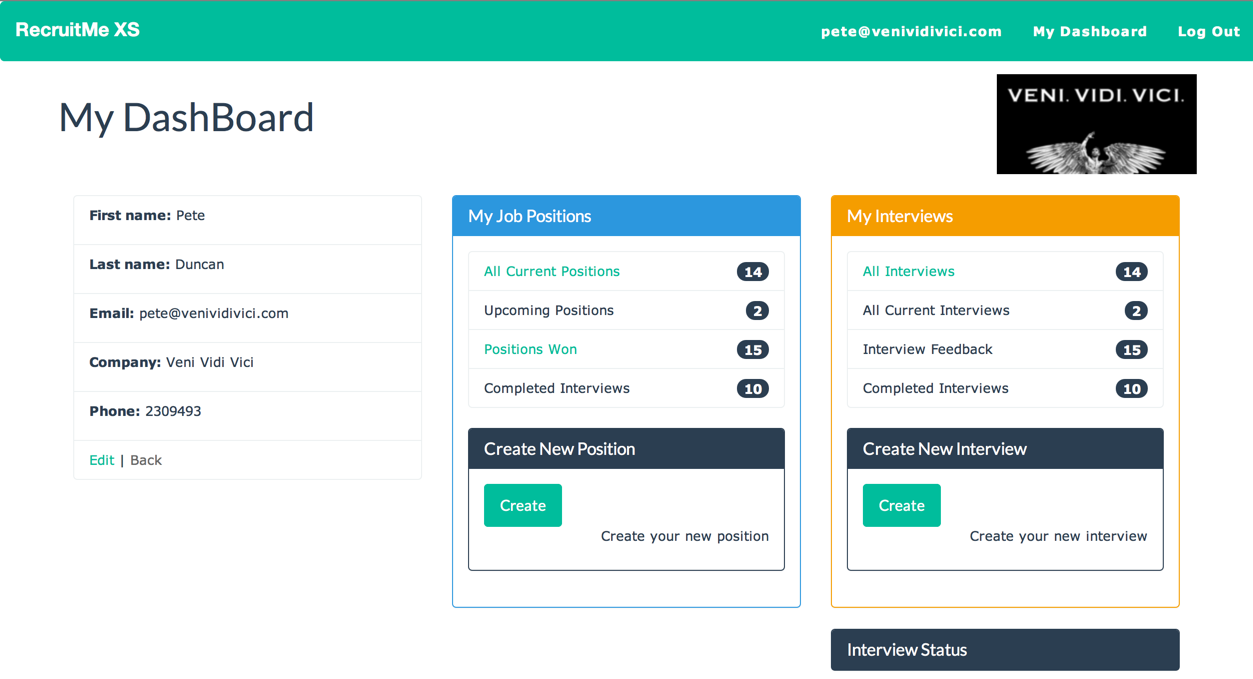 RecruitMe XS
pete@venividivici.com My Dashboard Log Out
My DashBoard
VENI. VIDI. VICI.
First name: Pete
Last name: Duncan
Email: pete@venividivici.com
Company: Veni Vidi Vici
Phone: 2309493
Edit | Back
My Job Positions
All Current Positions 14
Upcoming Positions 2
Positions Won 15
Completed Interviews 10
Create New Position
Create
Create your new position
My Interviews
All Interviews 14
All Current Interviews 2
Interview Feedback 15
Completed Interviews 10
Create New Interview
Create
Create your new interview
Interview Status